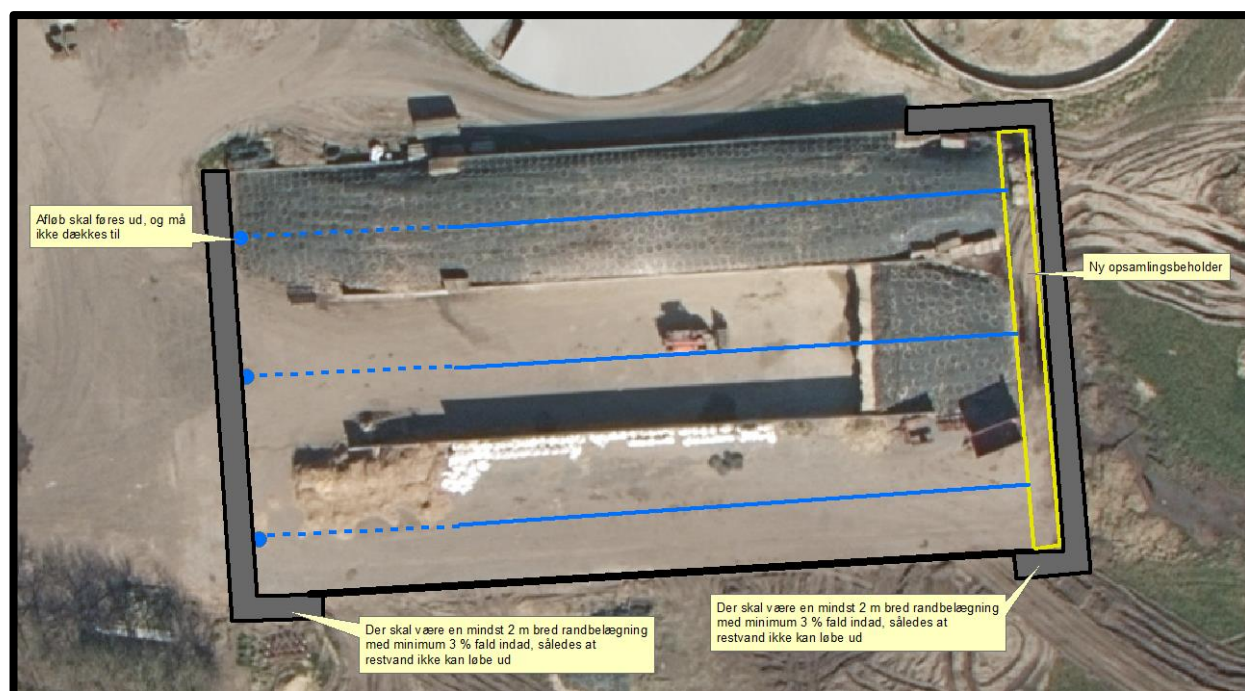 Afløb skal føres ud, og må
ikke dækkes til
Ny opsamlingsbeholder
Der skal være en mindst 2 m bred randbelægning
med minimum 3 % fald indad, således at
restvand ikke kan løbe ud
Der skal være en mindst 2 m bred randbelægning
med minimum 3 % fald indad, således at
restvand ikke kan løbe ud